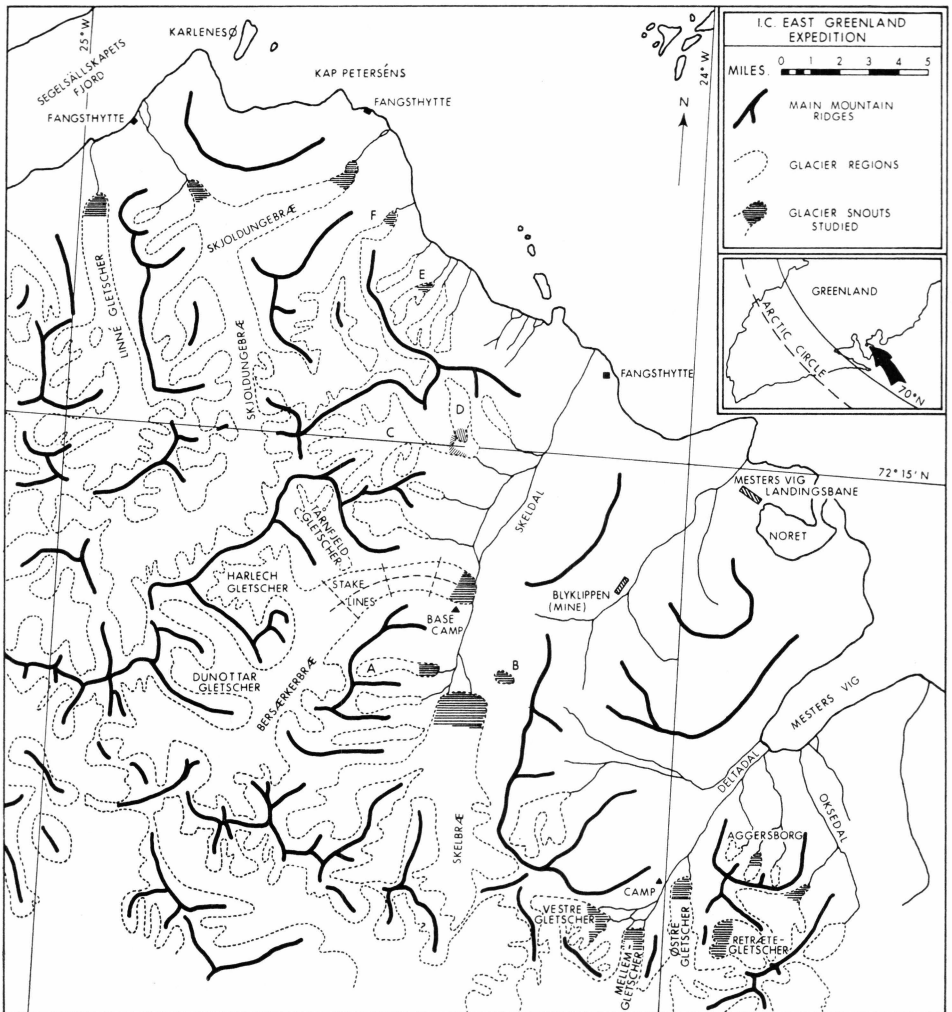 I.C. EAST GREENLAND
EXPEDITION
MILES.
0 1 2 3 4 5
MAIN MOUNTAIN
RIDGES
GLACIER REGIONS
GLACIER SNOUTS
STUDIED
GREENLAND
ARCTIC CIRCLE
70°N
25° W
24° W
N
KARLENESØ
SEGELSÄLLSKAPETS
FJORD
KAP PETERSÉNS
FANGSTHYTTE
FANGSTHYTTE
F
SKJOLDUNGEBRÆ
LINNE GLETSCHER
E
SKJOLDUNGEBRÆ
FANGSTHYTTE
D
C
72° 15' N
MESTERS VIG
LANDINGSBANE
NORET
SKELDAL
TÅRNFJELD
GLETSCHER
HARLECH
GLETSCHER
STAKE
LINES
BLYKLIPPEN
(MINE)
BASE
CAMP
A
B
DUNOTTAR
GLETSCHER
BERSÆRKERBRÆ
MESTERS VIG
DELTADAL
OKSEDAL
SKELBRÆ
AGGERSBORG
CAMP
VESTRE
GLETSCHER
MELLEM-
GLETSCHER
ØSTRE
GLETSCHER
RETRÆTE-
GLETSCHER